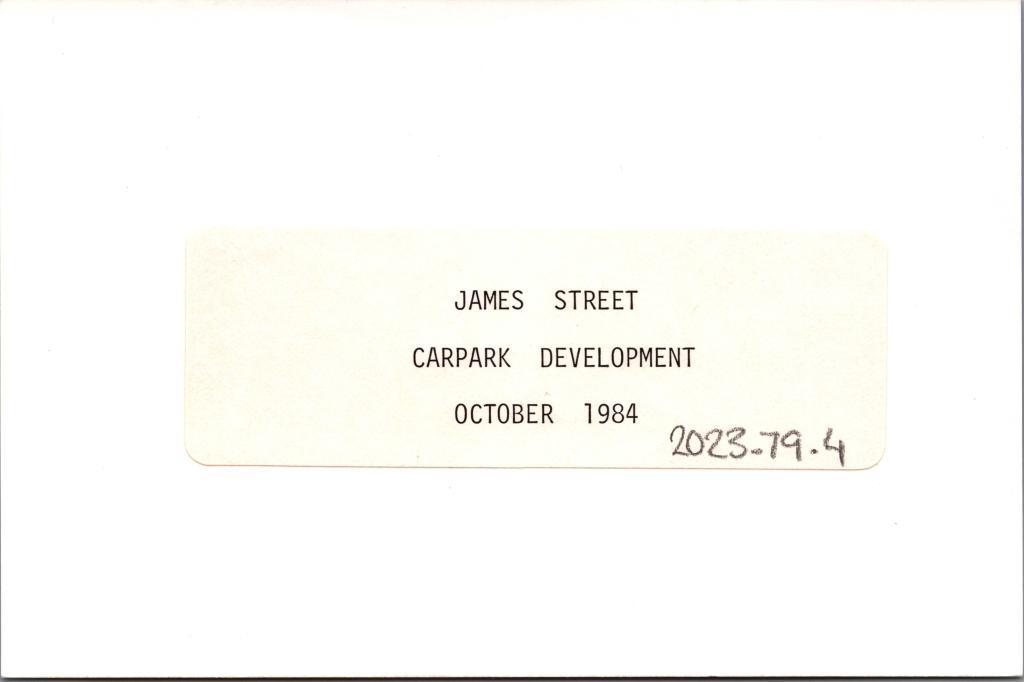 JAMES STREET
CARPARK DEVELOPMENT
OCTOBER 1984
2023.79.4